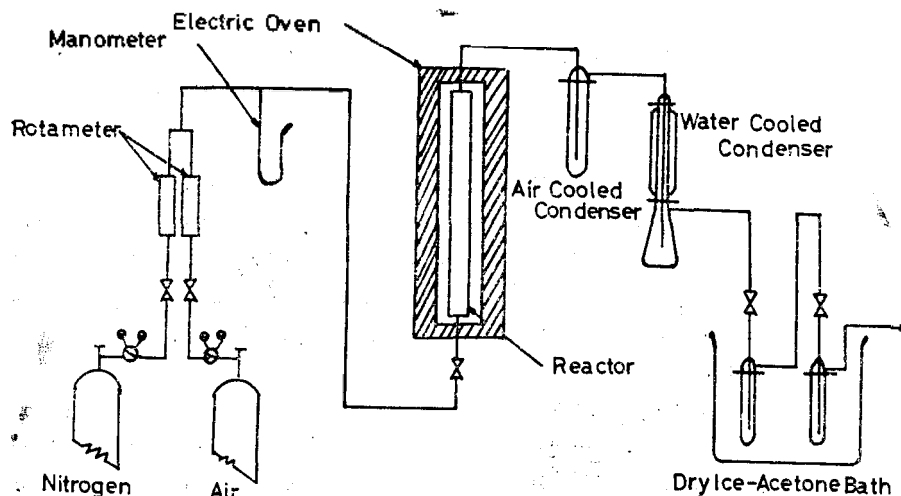 Electric Oven
Manometer
Rotameter
Water Cooled
Condenser
Air Cooled
Condenser
Reactor
Nitrogen
Air
Dry Ice-Acetone Bath